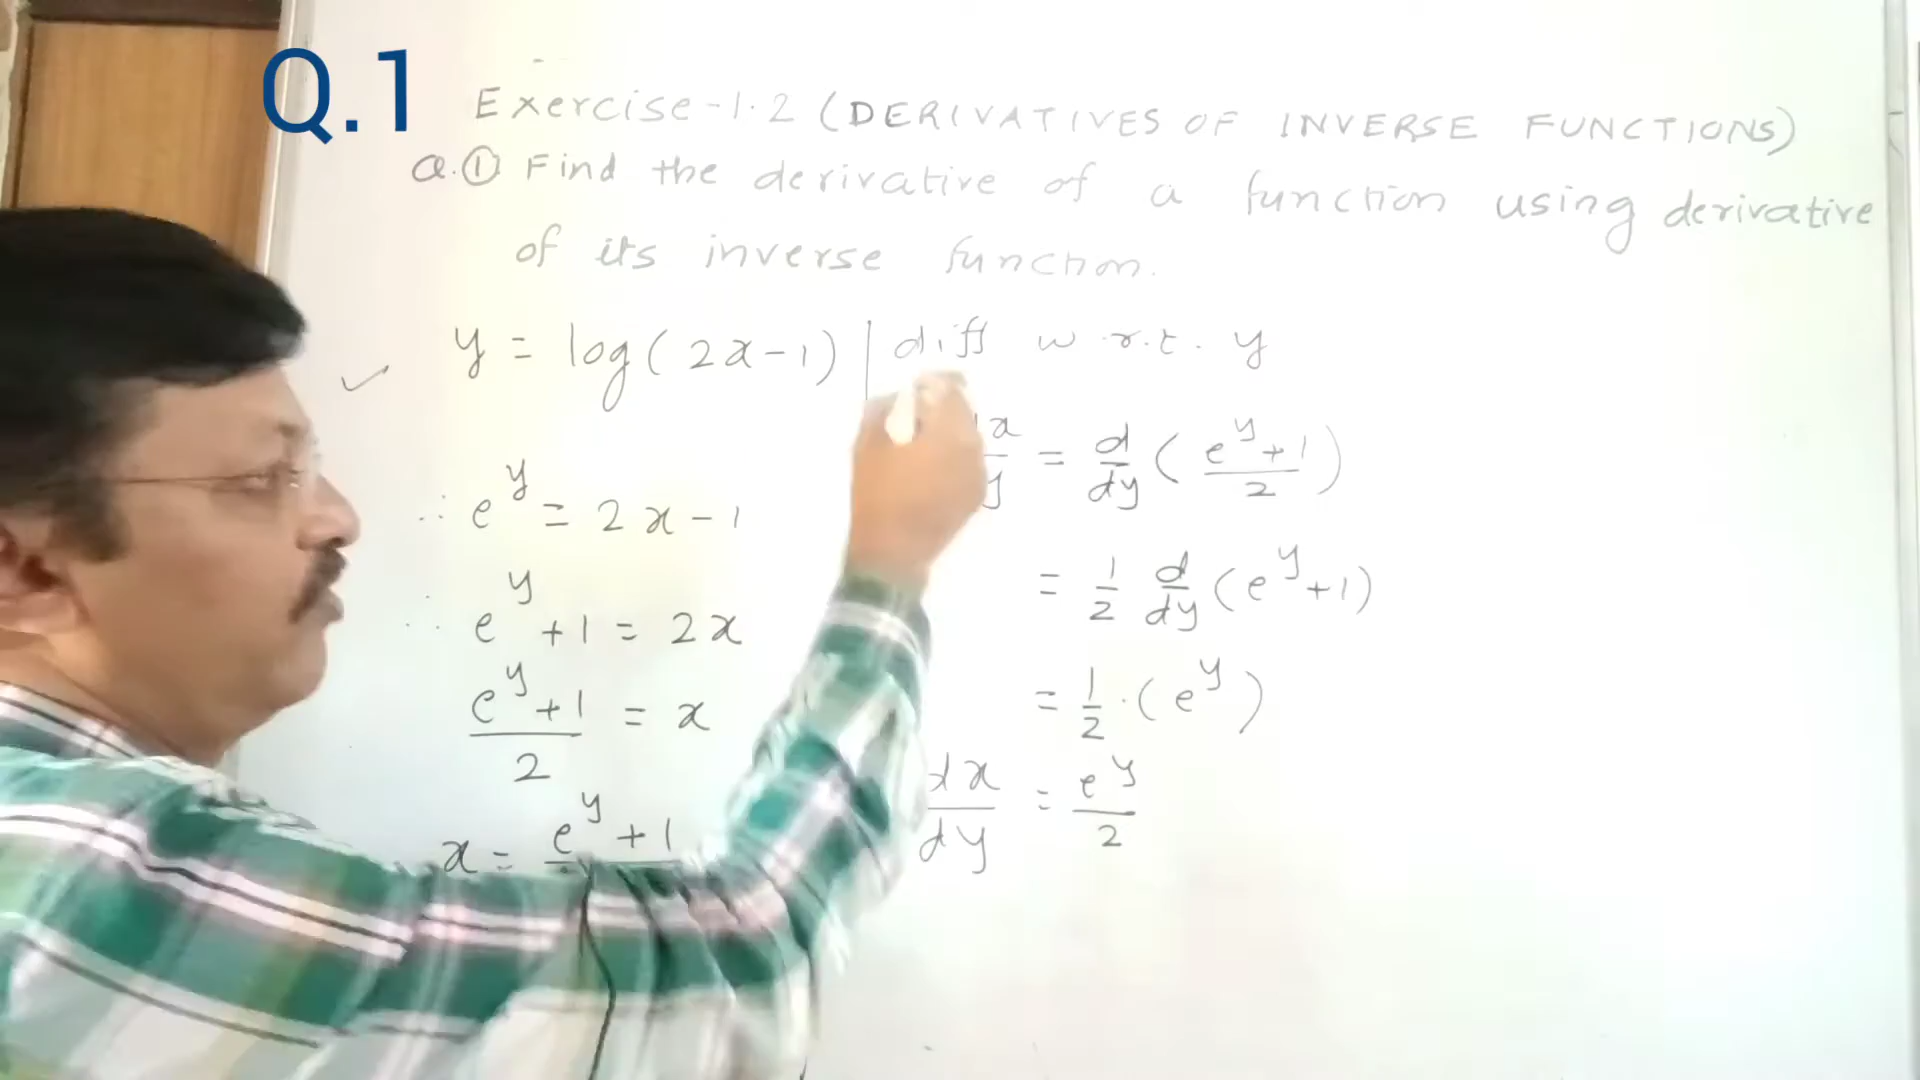 Q.1
Exercise-1.2 (DERIVATIVES OF INVERSE FUNCTIONS)
Q.① Find the derivative of a function using derivative
of its inverse function.
y = log(2x-1)
∴ e^y = 2x-1
∴ e^y+1 = 2x
(e^y+1)/2 = x
x = e^y+1
diff w.r.t. y
= d/dy ((e^y+1)/2)
= 1/2 d/dy (e^y+1)
= 1/2 . (e^y)
dx/dy = e^y/2